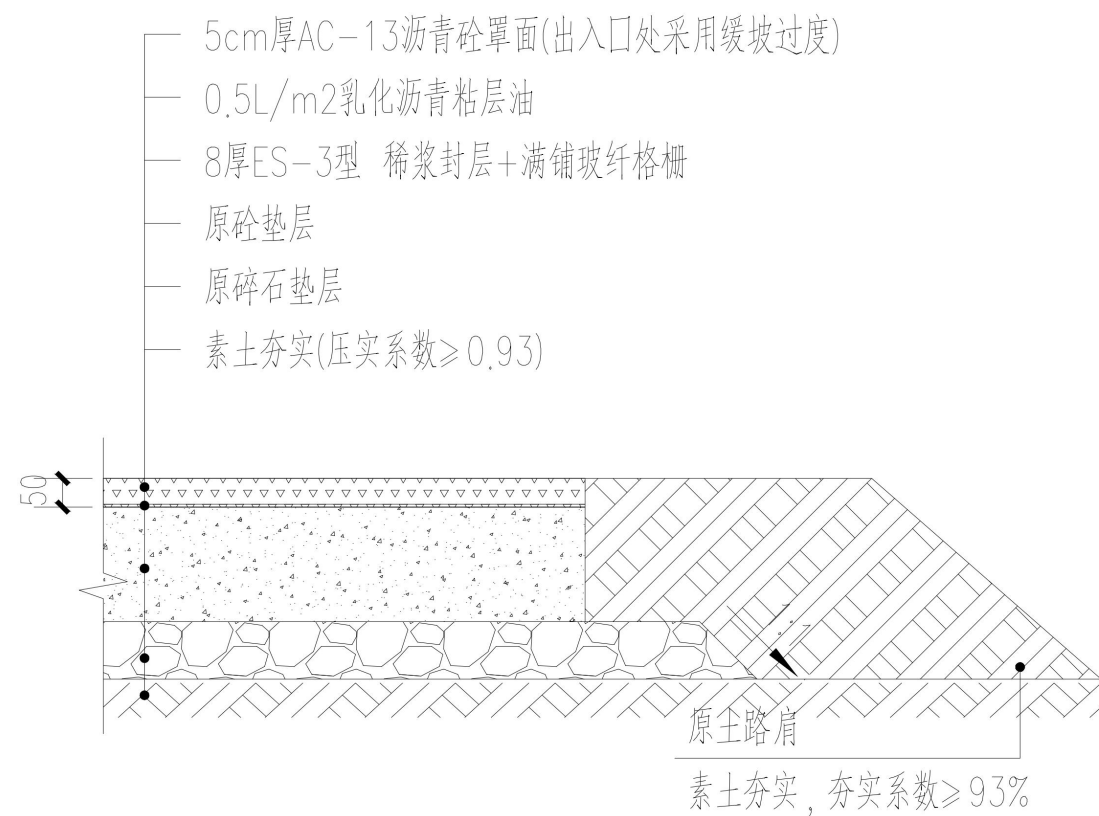 5cm厚AC-13沥青砼罩面(出入口处采用缓坡过度)
0.5L/m2乳化沥青粘层油
8厚ES-3型 稀浆封层+满铺玻纤格栅
原砼垫层
原碎石垫层
素土夯实(压实系数≥0.93)
50
原土路肩
素土夯实，夯实系数≥93%